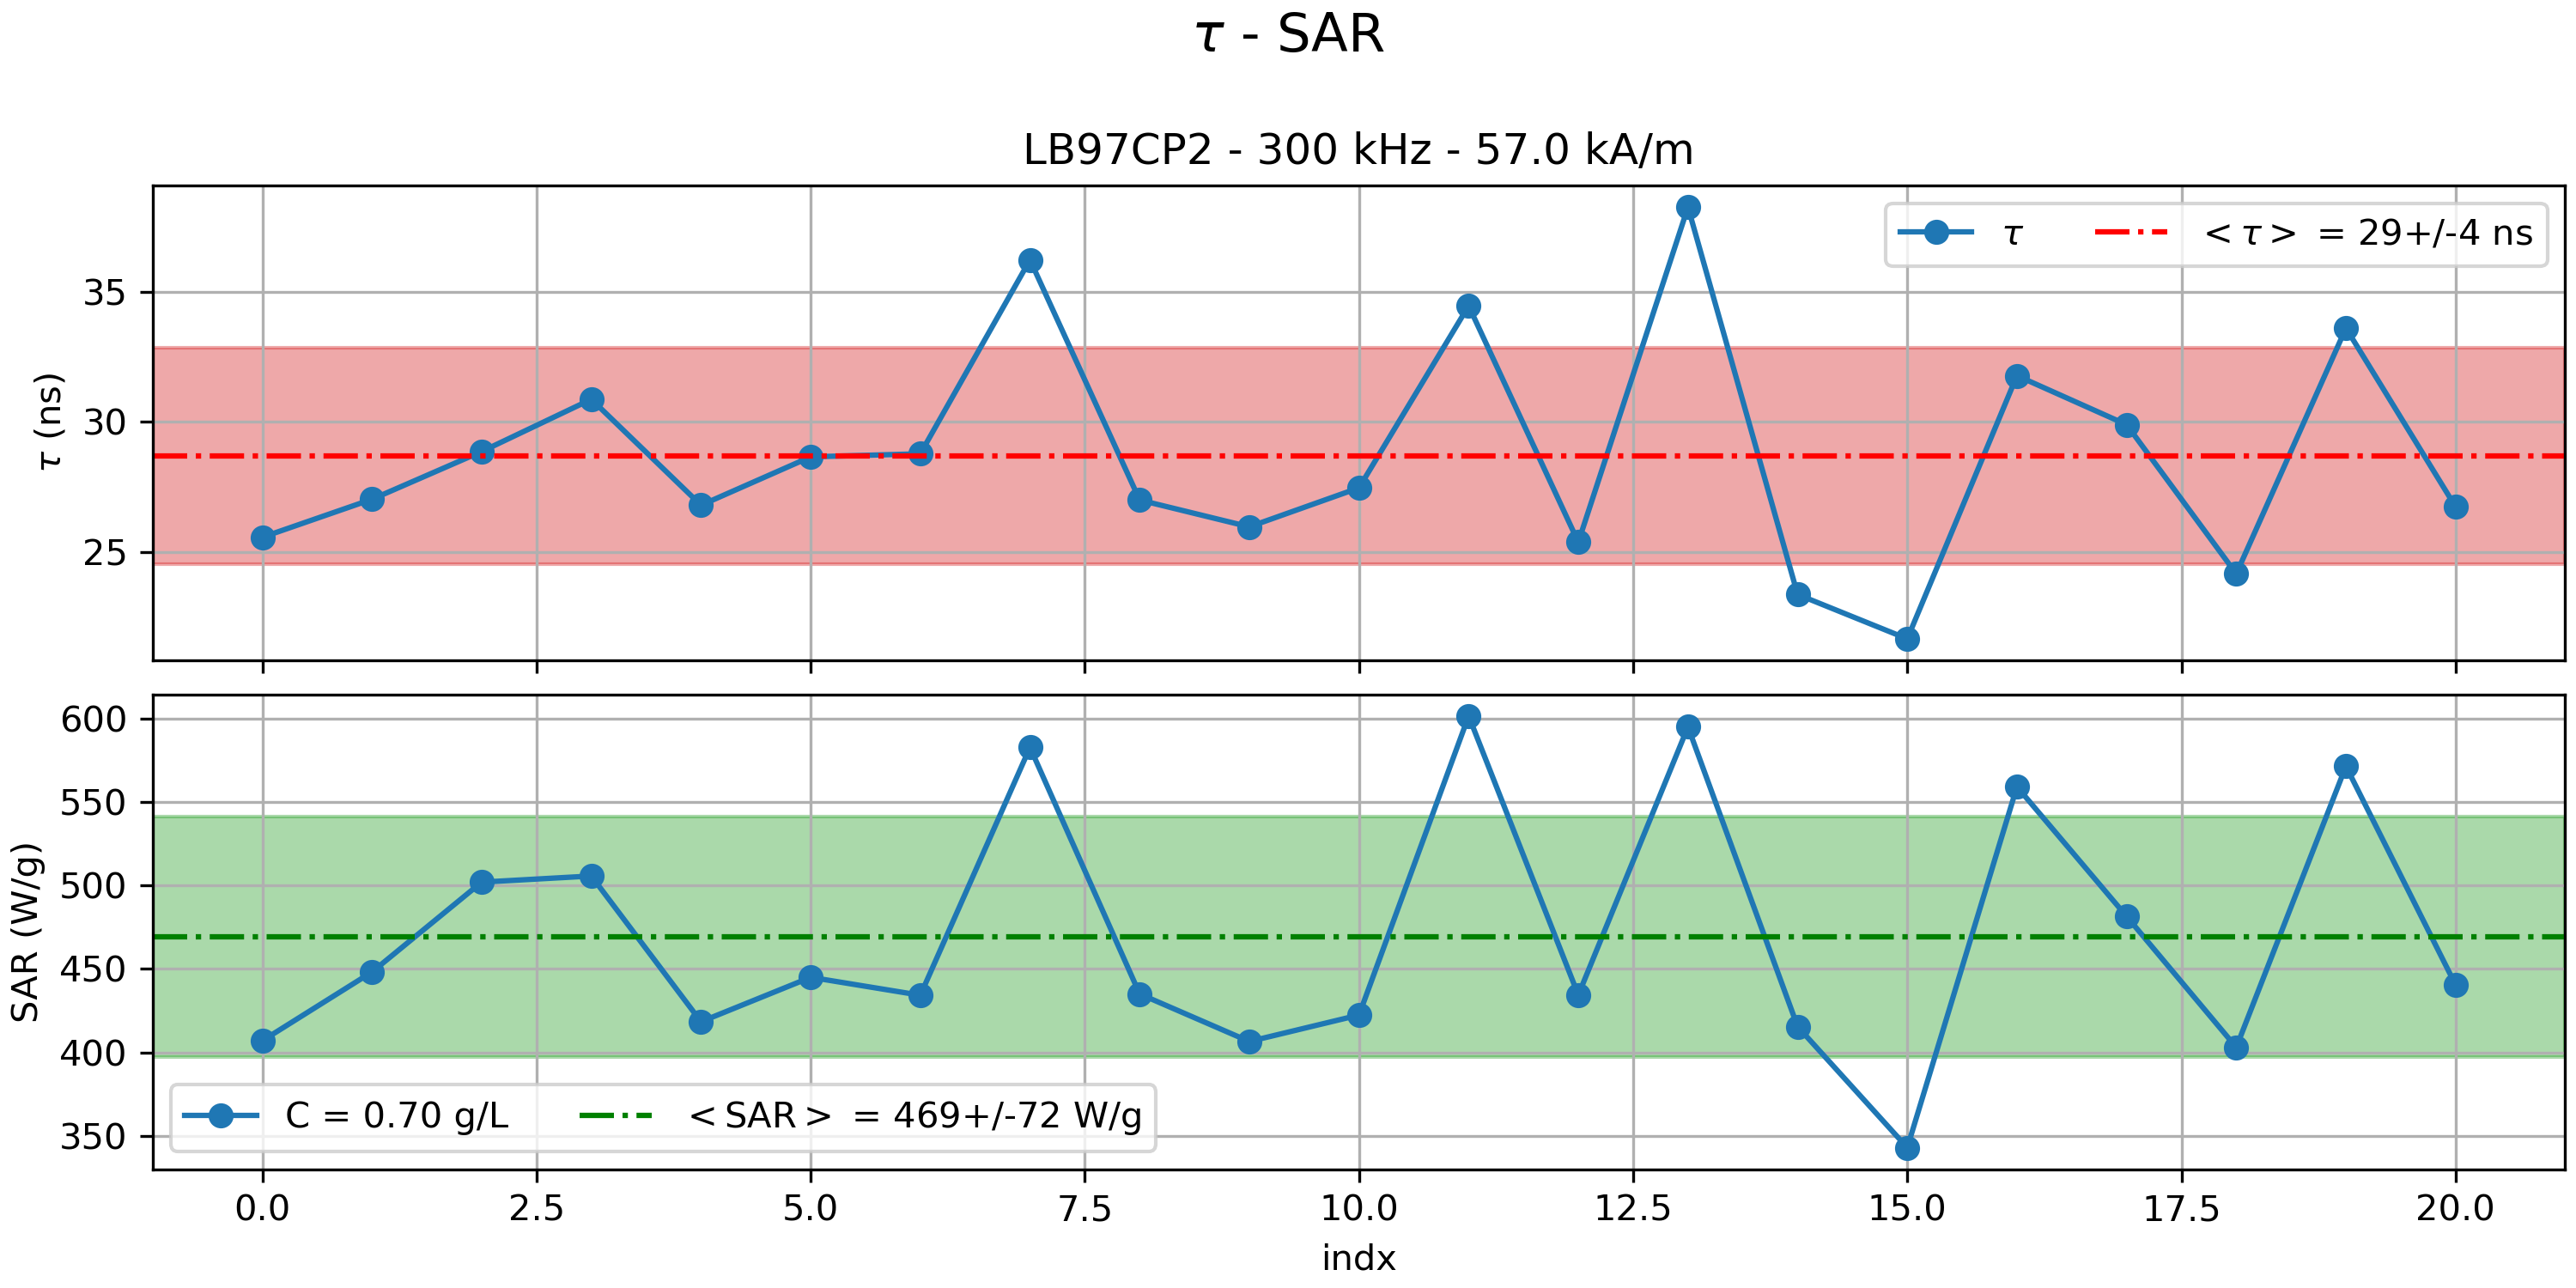 τ - SAR
LB97CP2 - 300 kHz - 57.0 kA/m
τ <τ> = 29+/-4 ns
τ (ns)
35
30
25
600
550
500
450
400
350
SAR (W/g)
C = 0.70 g/L <SAR> = 469+/-72 W/g
0.0 2.5 5.0 7.5 10.0 12.5 15.0 17.5 20.0
indx